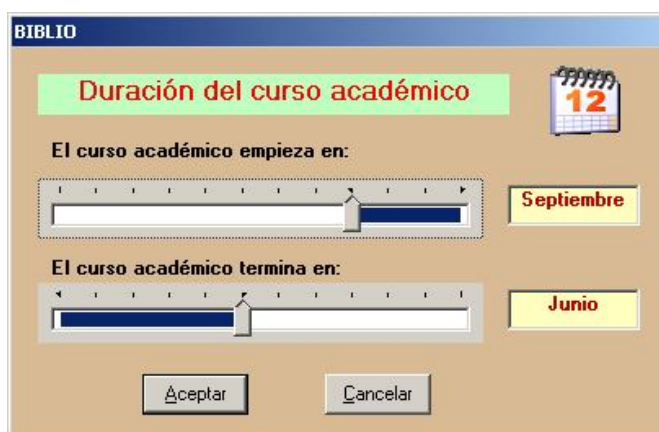 BIBLIO
Duración del curso académico
12
El curso académico empieza en:
Septiembre
El curso académico termina en:
Junio
Aceptar
Cancelar